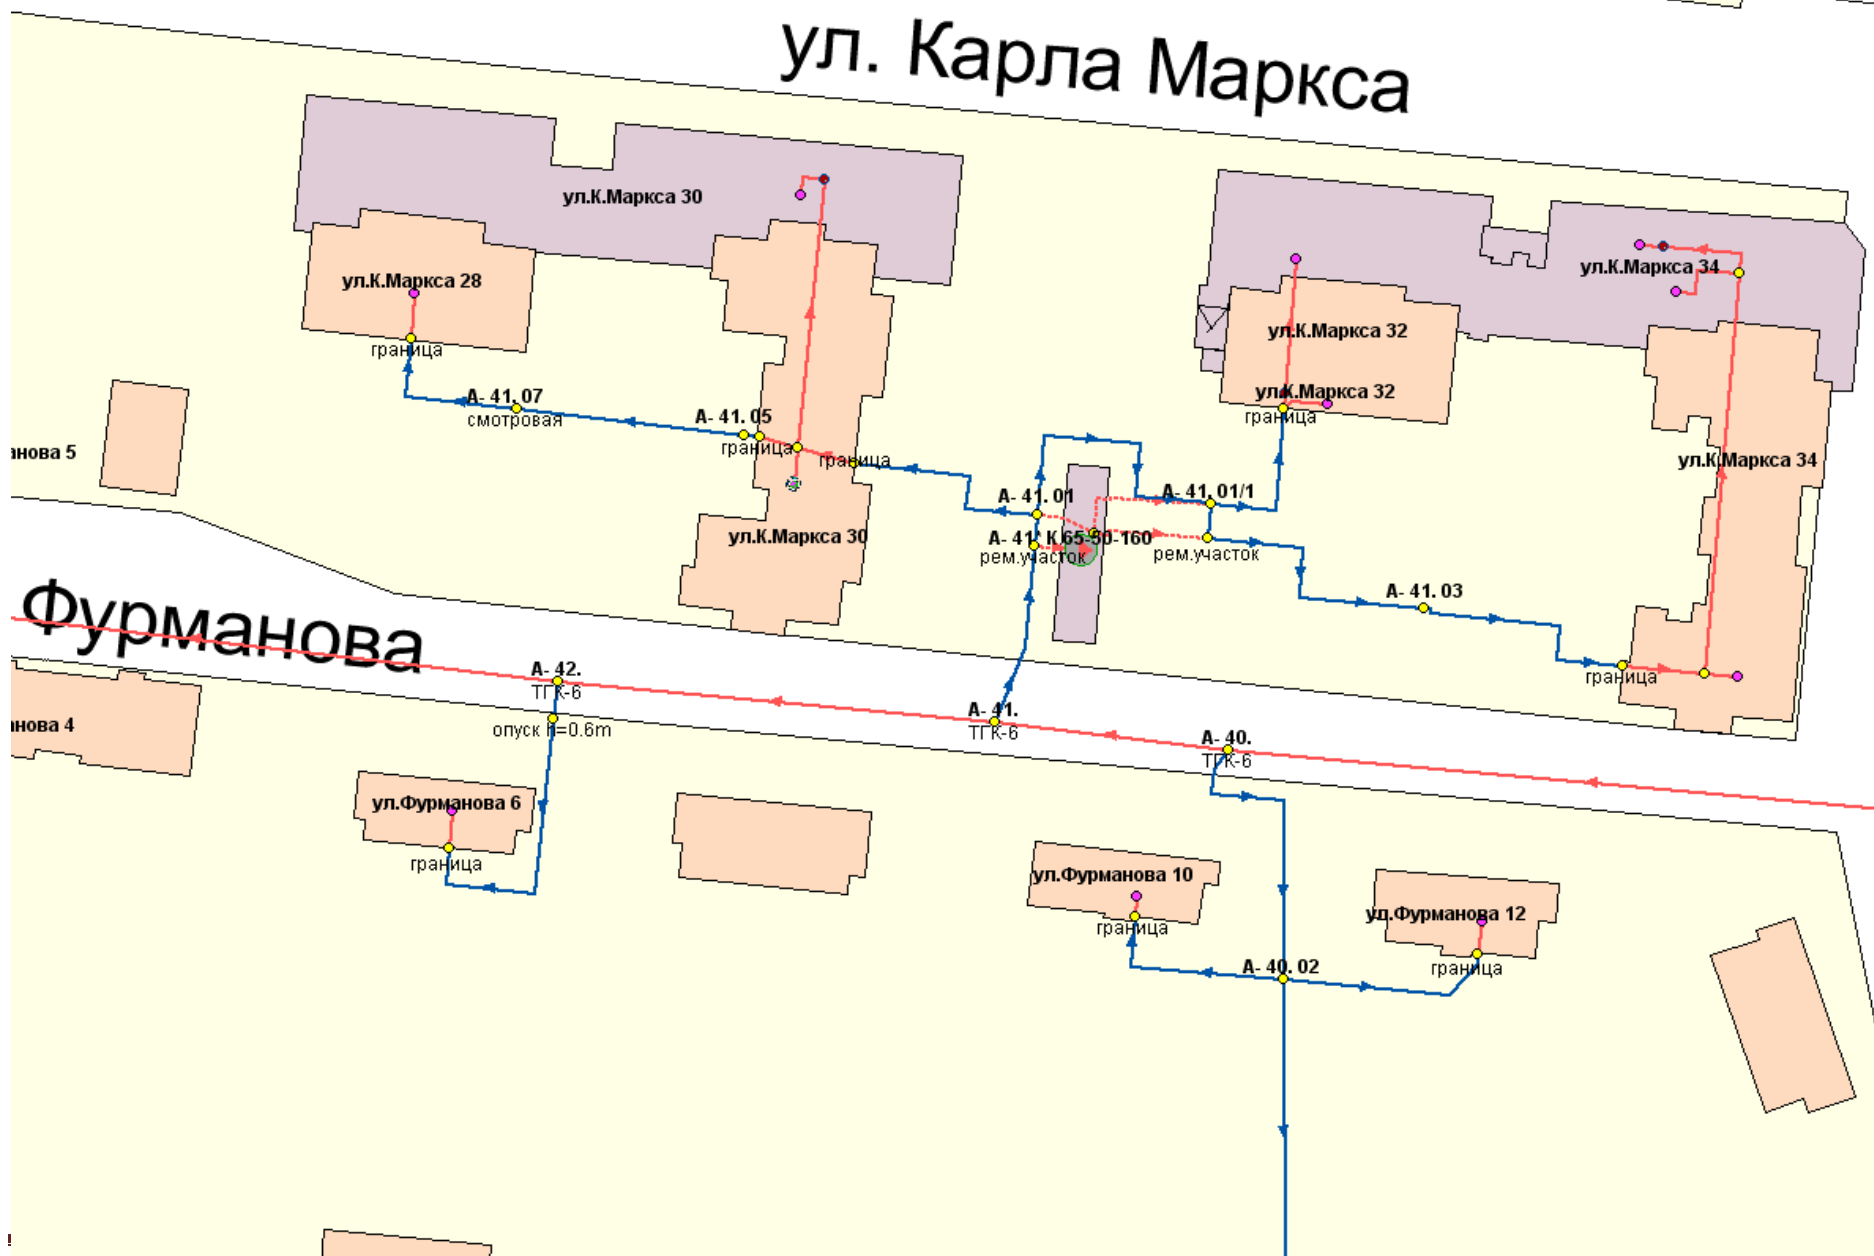 ул. Карла Маркса
ул.К.Маркса 30
ул.К.Маркса 28
граница
ул.К.Маркса 34
ул.К.Маркса 32
ул.К.Маркса 32
граница
А- 41. 07
смотровая
А- 41. 05
граница
граница
анова 5
ул.К.Маркса 34
А- 41. 01
А- 41. 01/1
ул.К.Маркса 30
А- 41. К 65-50-160
рем.участок
рем.участок
А- 41. 03
Фурманова
А- 42.
ТГК-6
опуск h=0.6m
граница
А- 41.
ТГК-6
А- 40.
ТГК-6
анова 4
ул.Фурманова 6
граница
ул.Фурманова 10
граница
ул.Фурманова 12
граница
А- 40. 02